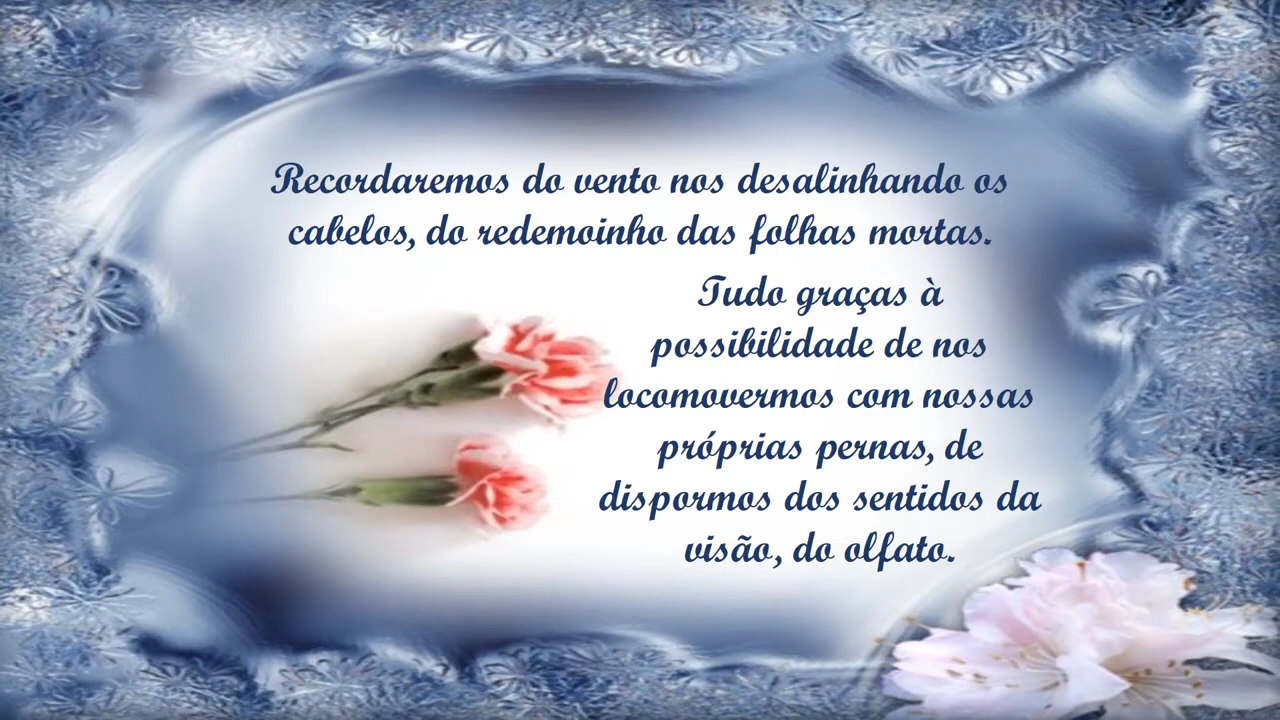 Recordaremos do vento nos desalinhando os
cabelos, do redemoinho das folhas mortas.
Tudo graças à
possibilidade de nos
locomovermos com nossas
próprias pernas, de
dispormos dos sentidos da
visão, do olfato.